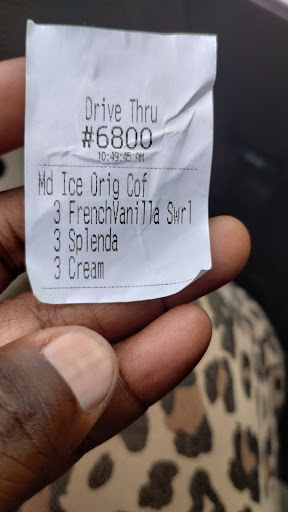 Drive Thru
#6800
10:49:45 AM
Md Ice Orig Cof
3 FrenchVanilla Swrl
3 Splenda
3 Cream